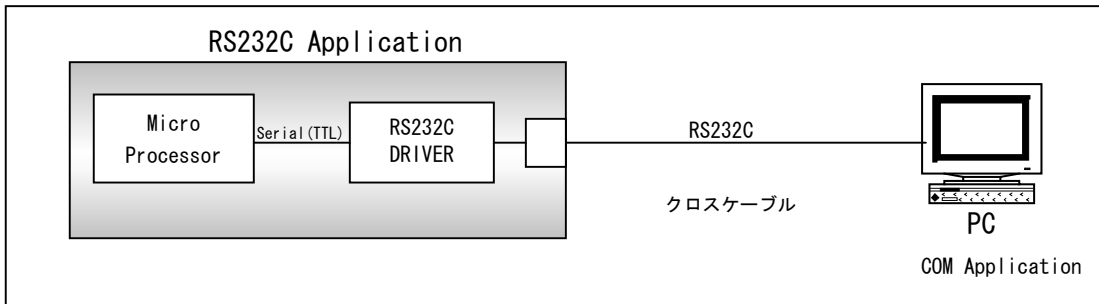 RS232C Application
Micro
Processor
Serial(TTL)
RS232C
DRIVER
RS232C
クロスケーブル
PC
COM Application